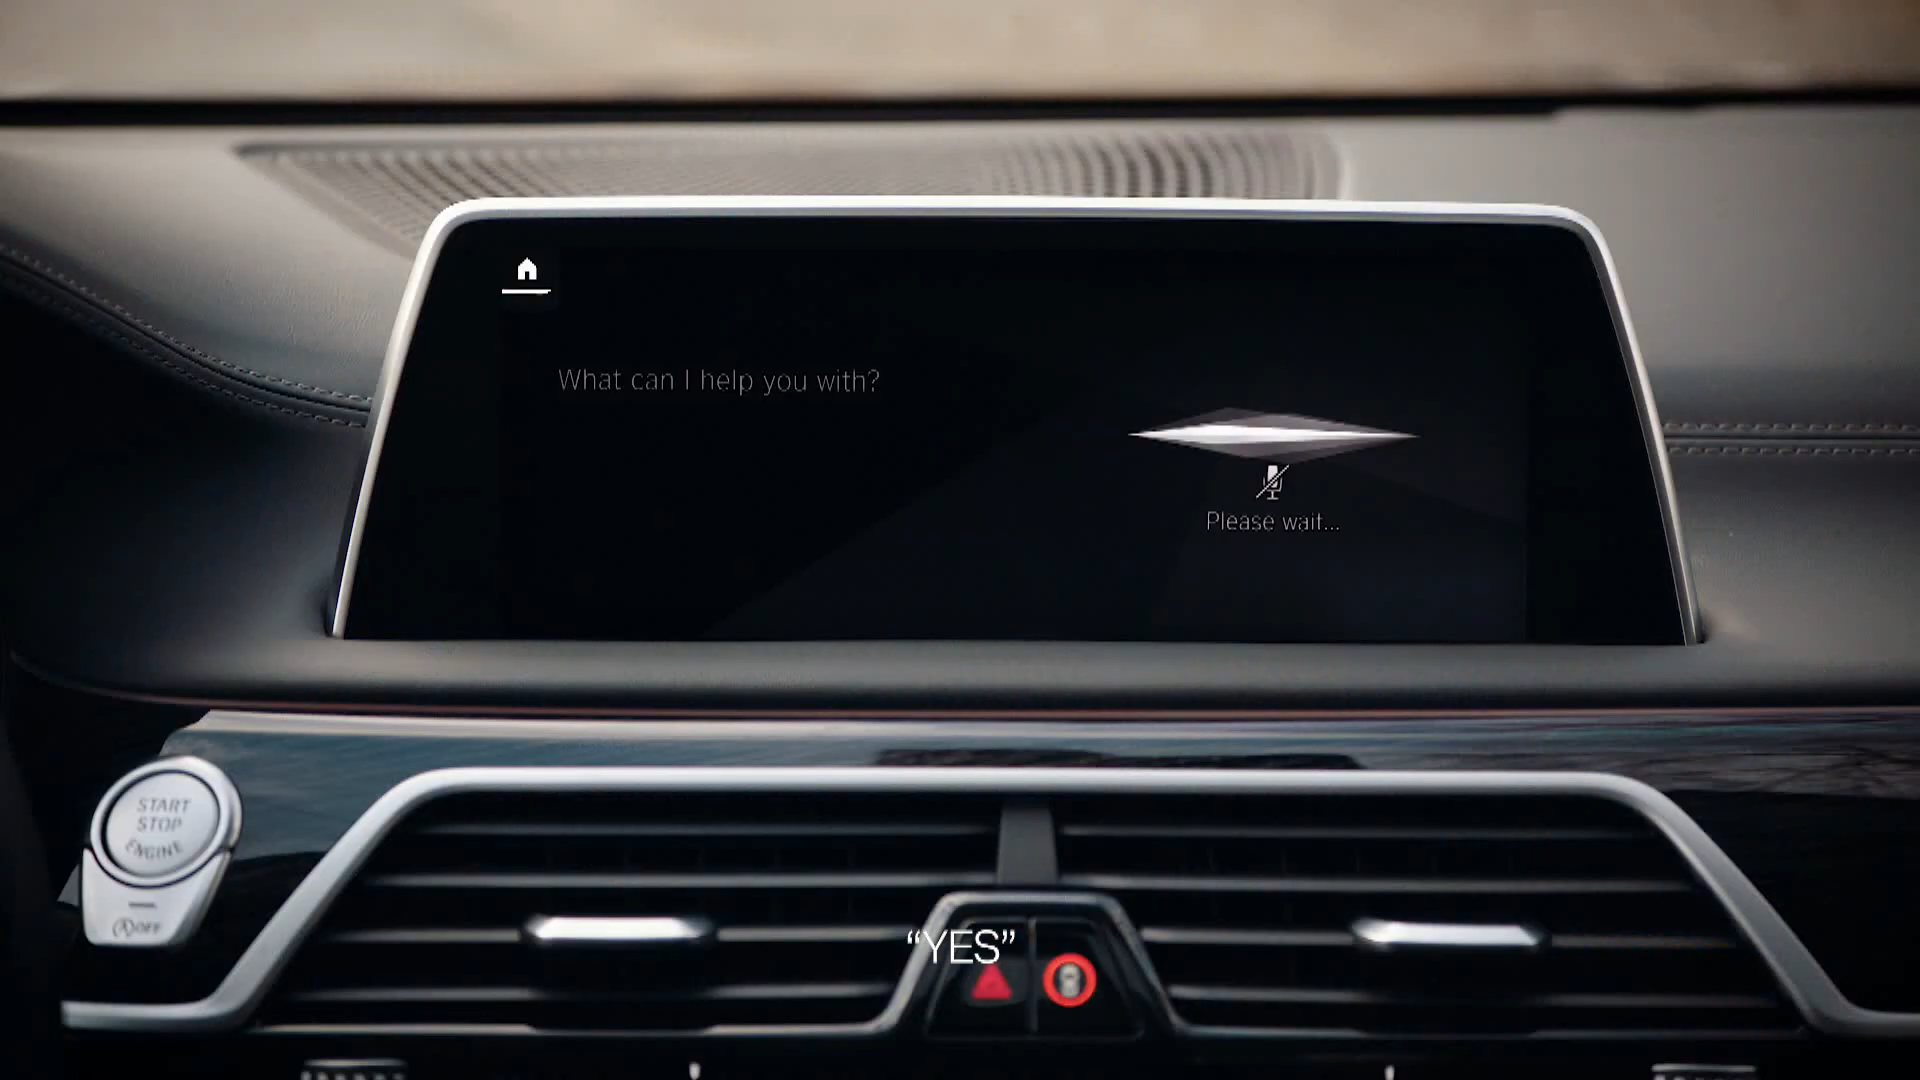 What can I help you with?
Please wait...
START
STOP
ENGINE
OFF
“YES”